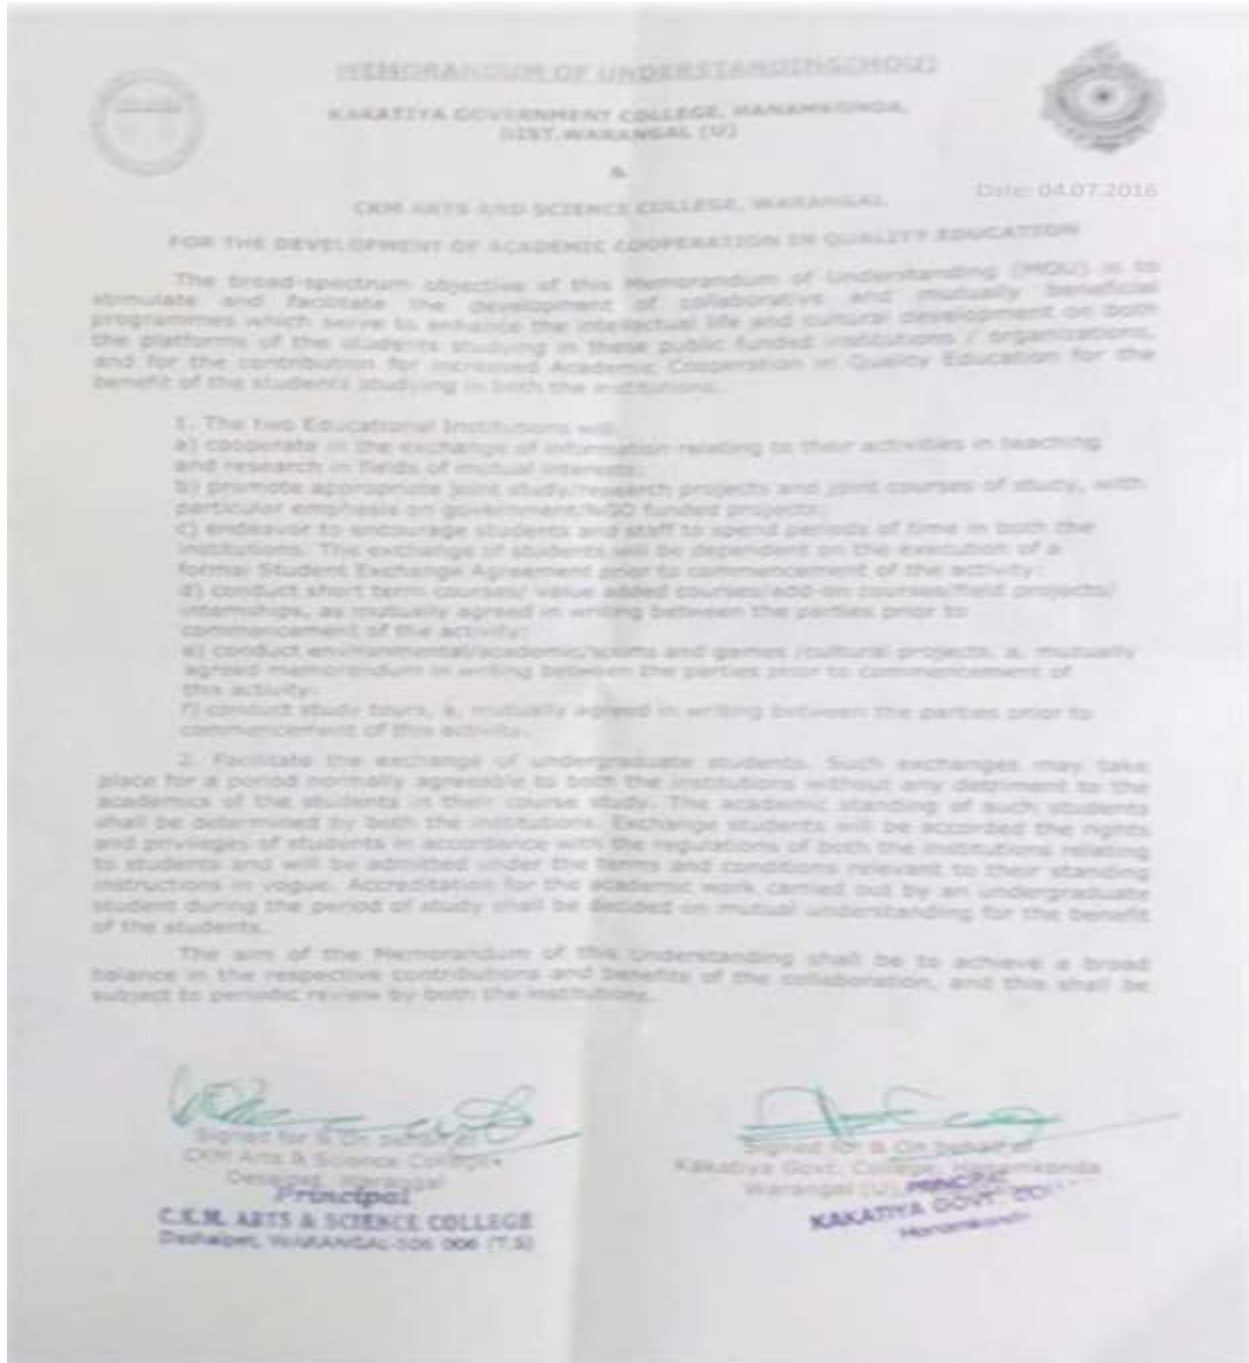 MEMORANDUM OF UNDERSTANDING(MOU)
KAKATIYA GOVERNMENT COLLEGE, HANAMKONDA,
DIST.WARANGAL (U)
&
Date: 04.07.2016
CKM ARTS AND SCIENCE COLLEGE, WARANGAL
FOR THE DEVELOPMENT OF ACADEMIC COOPERATION IN QUALITY EDUCATION
The broad-spectrum objective of this Memorandum of Understanding (MOU) is to
stimulate and facilitate the development of collaborative and mutually beneficial
programmes which serve to enhance the intellectual life and cultural development on both
the platforms of the students studying in these public funded institutions / organizations,
and for the contribution for increased Academic Cooperation in Quality Education for the
benefit of the students studying in both the institutions.
1. The two Educational Institutions will
a) cooperate in the exchange of information relating to their activities in teaching
and research in fields of mutual interests;
b) promote appropriate joint study/research projects and joint courses of study, with
particular emphasis on government/NGO funded projects;
c) endeavor to encourage students and staff to spend periods of time in both the
institutions. The exchange of students will be dependent on the execution of a
formal Student Exchange Agreement prior to commencement of the activity;
d) conduct short term courses/ value added courses/add-on courses/field projects/
internships, as mutually agreed in writing between the parties prior to
commencement of the activity;
e) conduct environmental/academic/sports and games /cultural projects, a, mutually
agreed memorandum in writing between the parties prior to commencement of
this activity;
f) conduct study tours, a, mutually agreed in writing between the parties prior to
commencement of this activity.
2. Facilitate the exchange of undergraduate students. Such exchanges may take
place for a period normally agreeable to both the institutions without any detriment to the
academics of the students in their course study. The academic standing of such students
shall be determined by both the institutions. Exchange students will be accorded the rights
and privileges of students in accordance with the regulations of both the institutions relating
to students and will be admitted under the terms and conditions relevant to their standing
instructions in vogue. Accreditation for the academic work carried out by an undergraduate
student during the period of study shall be decided on mutual understanding for the benefit
of the students.
The aim of the Memorandum of this Understanding shall be to achieve a broad
balance in the respective contributions and benefits of the collaboration, and this shall be
subject to periodic review by both the institutions.
Signed for & On behalf of
CKM Arts & Science College,
Desaipet, Warangal
Principal
C.K.M. ARTS & SCIENCE COLLEGE
Deshaipet, WARANGAL-506 006 (T.S)
Signed for & On behalf of
Kakatiya Govt. College, Hanamkonda
Warangal (U)
PRINCIPAL
KAKATIYA GOVT. COLL
Hanamkonda